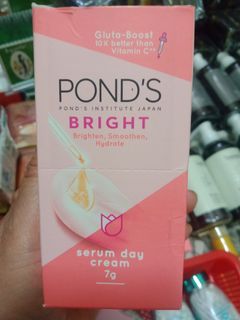 Gluta-Boost
10X better than
Vitamin C**
POND'S
POND'S INSTITUTE JAPAN
BRIGHT
Brighten, Smoothen,
Hydrate
serum day
cream
7g